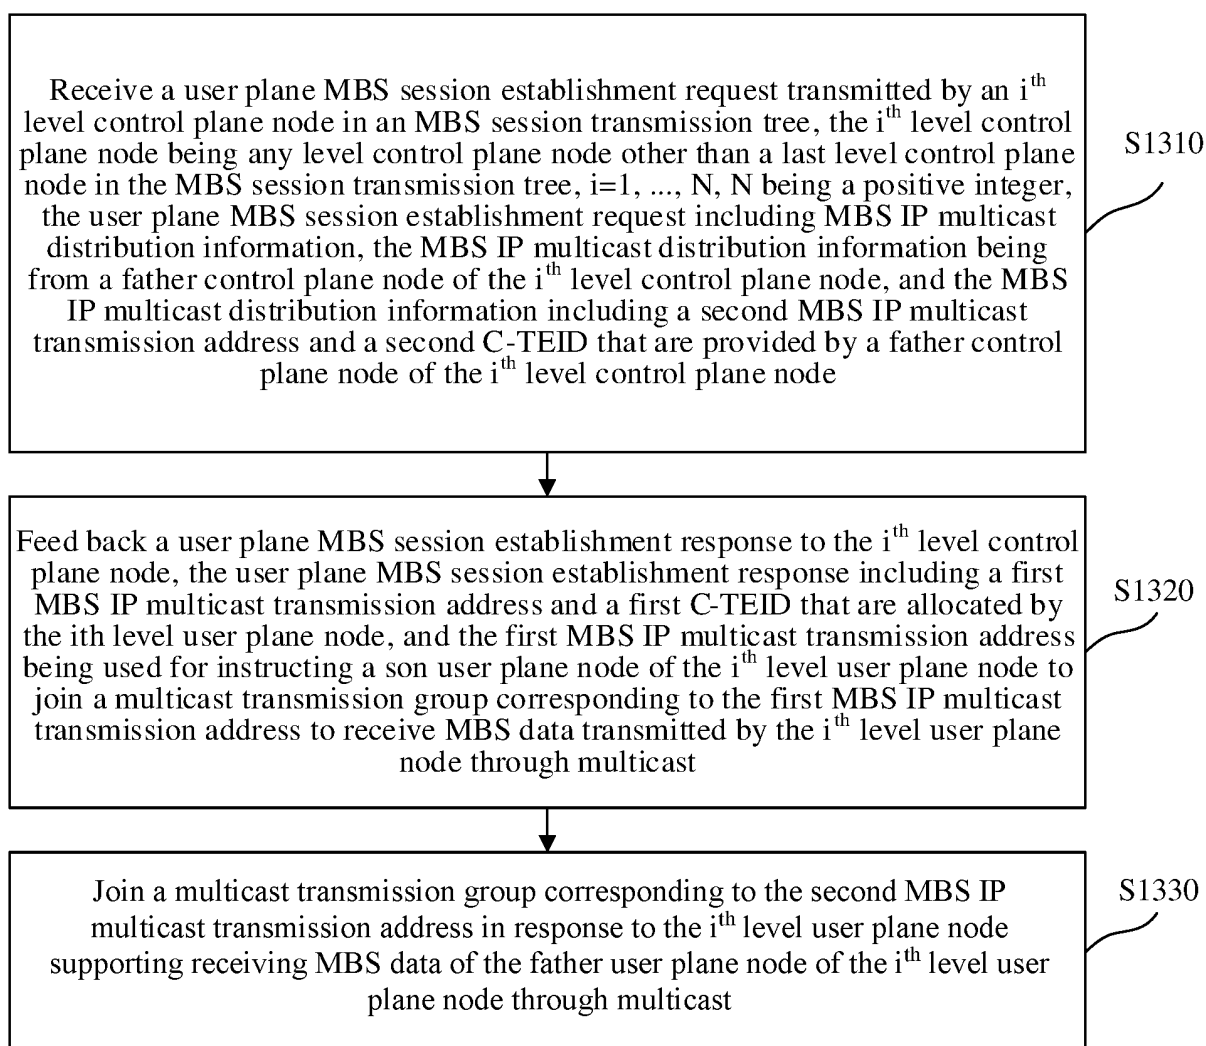 Receive a user plane MBS session establishment request transmitted by an i^th
level control plane node in an MBS session transmission tree, the i^th level control
plane node being any level control plane node other than a last level control plane
node in the MBS session transmission tree, i=1, ..., N, N being a positive integer,
the user plane MBS session establishment request including MBS IP multicast
distribution information, the MBS IP multicast distribution information being
from a father control plane node of the i^th level control plane node, and the MBS
IP multicast distribution information including a second MBS IP multicast
transmission address and a second C-TEID that are provided by a father control
plane node of the i^th level control plane node
S1310
Feed back a user plane MBS session establishment response to the i^th level control
plane node, the user plane MBS session establishment response including a first
MBS IP multicast transmission address and a first C-TEID that are allocated by
the ith level user plane node, and the first MBS IP multicast transmission address
being used for instructing a son user plane node of the i^th level user plane node to
join a multicast transmission group corresponding to the first MBS IP multicast
transmission address to receive MBS data transmitted by the i^th level user plane
node through multicast
S1320
Join a multicast transmission group corresponding to the second MBS IP
multicast transmission address in response to the i^th level user plane node
supporting receiving MBS data of the father user plane node of the i^th level user
plane node through multicast
S1330